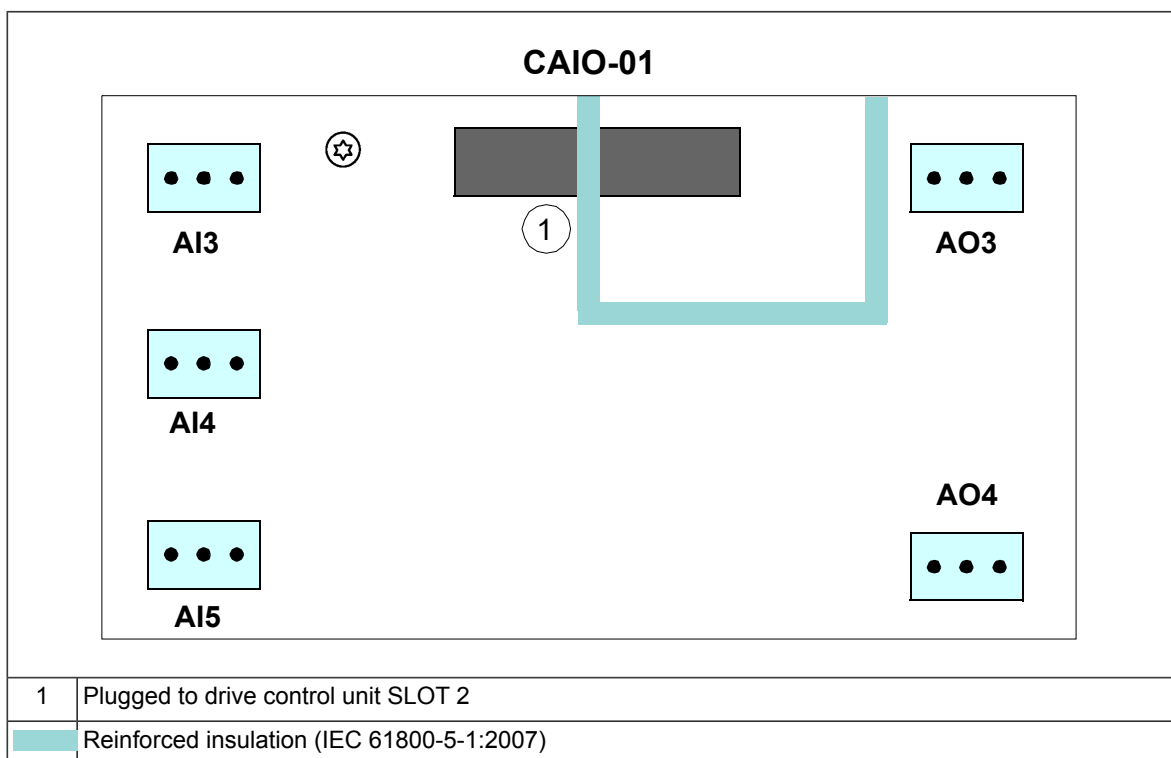 CAIO-01
AI3
1
AO3
AI4
AO4
AI5
1 Plugged to drive control unit SLOT 2
Reinforced insulation (IEC 61800-5-1:2007)